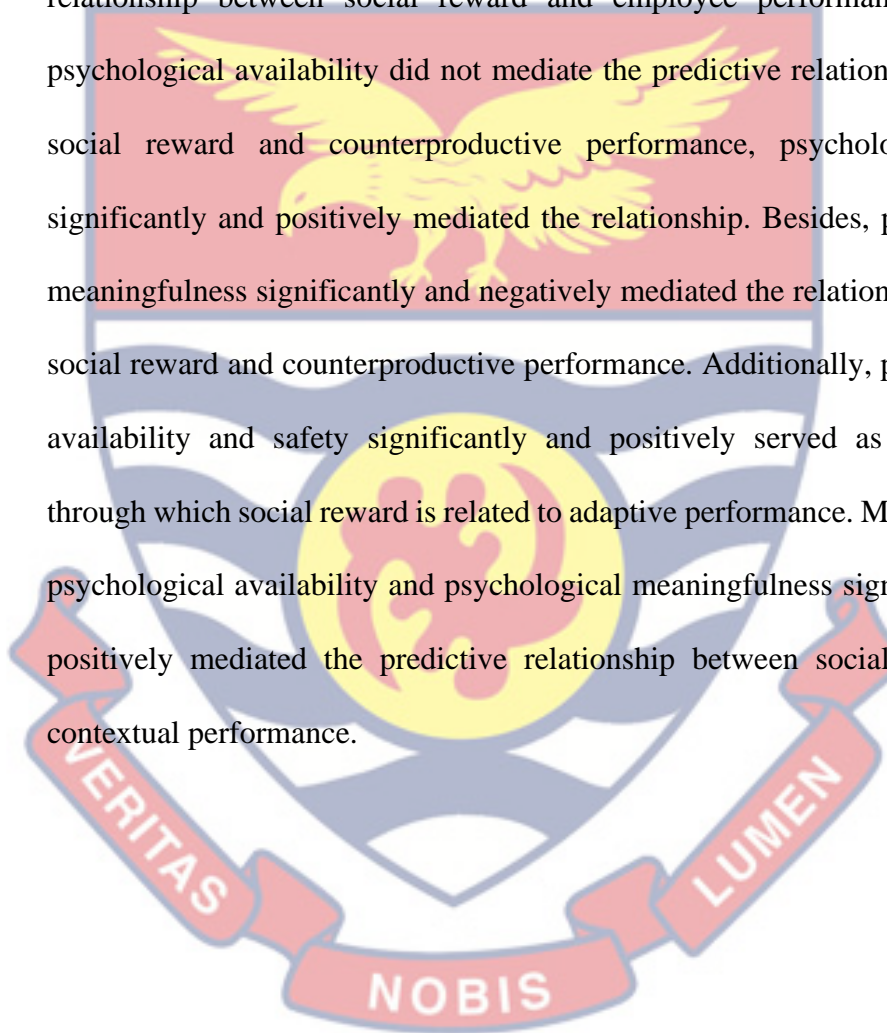 relationship between social reward and employee performan
psychological availability did not mediate the predictive relation
social reward and counterproductive performance, psycholo
significantly and positively mediated the relationship. Besides, p
meaningfulness significantly and negatively mediated the relation
social reward and counterproductive performance. Additionally, p
availability and safety significantly and positively served as
through which social reward is related to adaptive performance. M
psychological availability and psychological meaningfulness sign
positively mediated the predictive relationship between social
contextual performance.
VERITAS
NOBIS
LUMEN